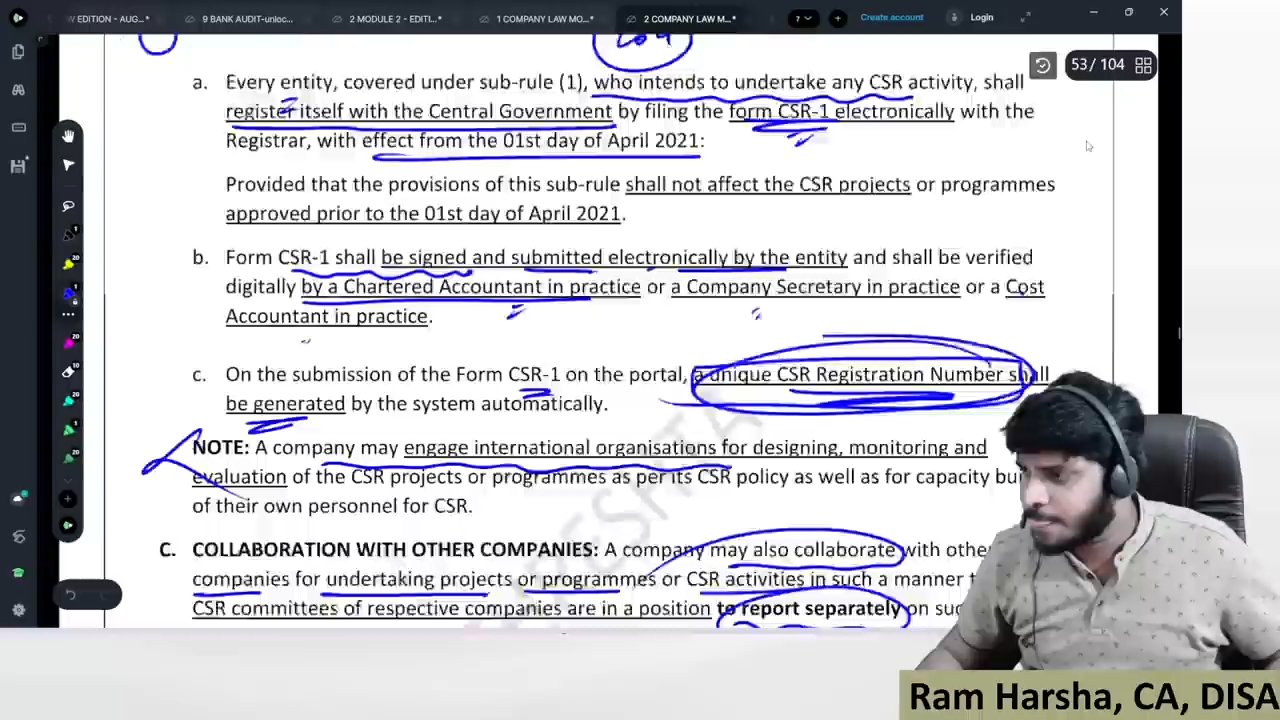 W EDITION - AUG...*
9 BANK AUDIT-unloc...
2 MODULE 2 - EDITI...*
1 COMPANY LAW MO...*
2 COMPANY LAW M...*
7
Create account
Login
53 / 104
a. Every entity, covered under sub-rule (1), who intends to undertake any CSR activity, shall
register itself with the Central Government by filing the form CSR-1 electronically with the
Registrar, with effect from the 01st day of April 2021:
Provided that the provisions of this sub-rule shall not affect the CSR projects or programmes
approved prior to the 01st day of April 2021.
b. Form CSR-1 shall be signed and submitted electronically by the entity and shall be verified
digitally by a Chartered Accountant in practice or a Company Secretary in practice or a Cost
Accountant in practice.
c. On the submission of the Form CSR-1 on the portal, a unique CSR Registration Number shall
be generated by the system automatically.
NOTE: A company may engage international organisations for designing, monitoring and
evaluation of the CSR projects or programmes as per its CSR policy as well as for capacity bu
of their own personnel for CSR.
C. COLLABORATION WITH OTHER COMPANIES: A company may also collaborate with othe
companies for undertaking projects or programmes or CSR activities in such a manner t
CSR committees of respective companies are in a position to report separately on suc
Ram Harsha, CA, DISA